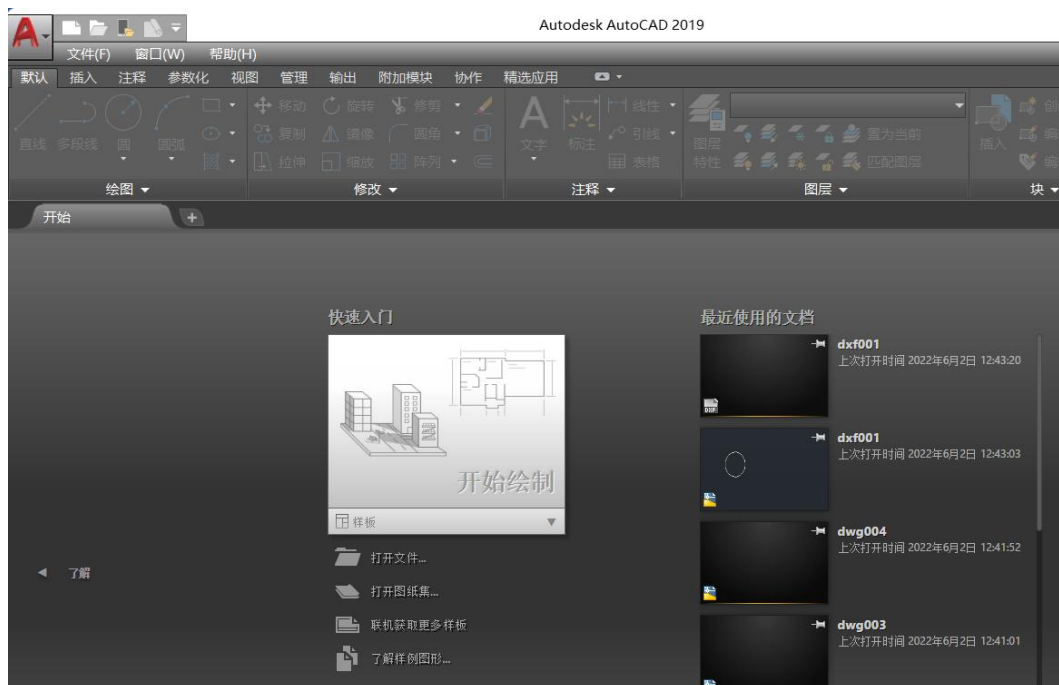 Autodesk AutoCAD 2019
文件(F) 窗口(W) 帮助(H)
默认 插入 注释 参数化 视图 管理 输出 附加模块 协作 精选应用
移动 旋转 修剪 线性
直线 多段线 圆 圆弧 复制 镜像 圆角 文字 标注 引线 图层 置为当前 插入
拉伸 缩放 阵列 表格 特性 匹配图层
绘图 修改 注释 图层 块
开始
快速入门 最近使用的文档
dxf001
上次打开时间 2022年6月2日 12:43:20
DXF
dxf001
上次打开时间 2022年6月2日 12:43:03
开始绘制
样板
dwg004
上次打开时间 2022年6月2日 12:41:52
打开文件...
了解
打开图纸集...
联机获取更多样板
dwg003
上次打开时间 2022年6月2日 12:41:01
了解样例图形...